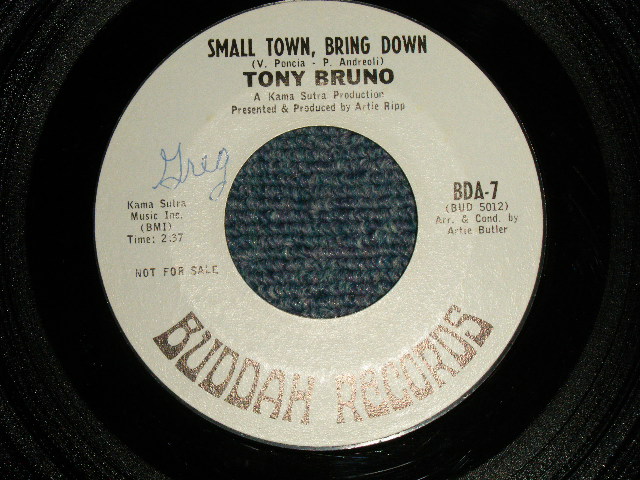 SMALL TOWN, BRING DOWN
(V. Poncia - P. Andreoli)
TONY BRUNO
A Kama Sutra Production
Presented & Produced by Artie Ripp
Greg
Kama Sutra
Music Inc.
(BMI)
Time: 2:37
NOT FOR SALE
BDA-7
(BUD 5012)
Arr. & Cond. by
Artie Butler
BUDDAH RECORDS